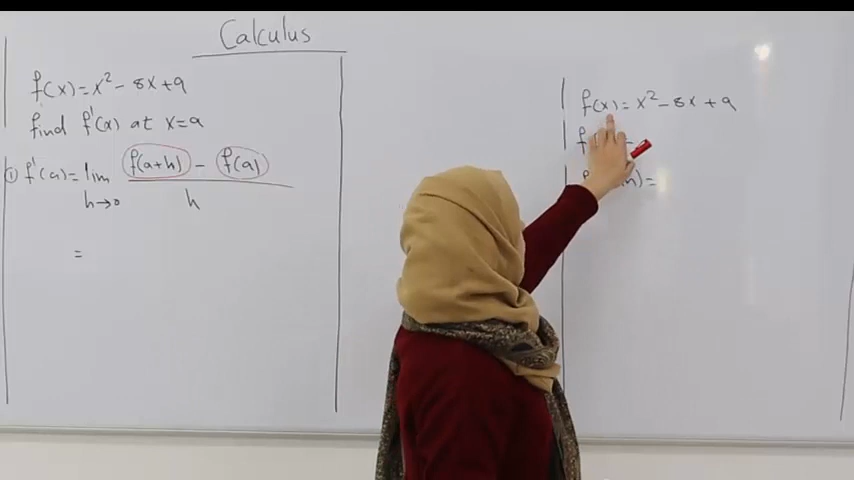 Calculus
f(x) = x² - 8x + 9
find f'(x) at x = a
① f'(a) = lim h→0 f(a+h) - f(a) / h
=
f(x) = x² - 8x + 9
f
h) =